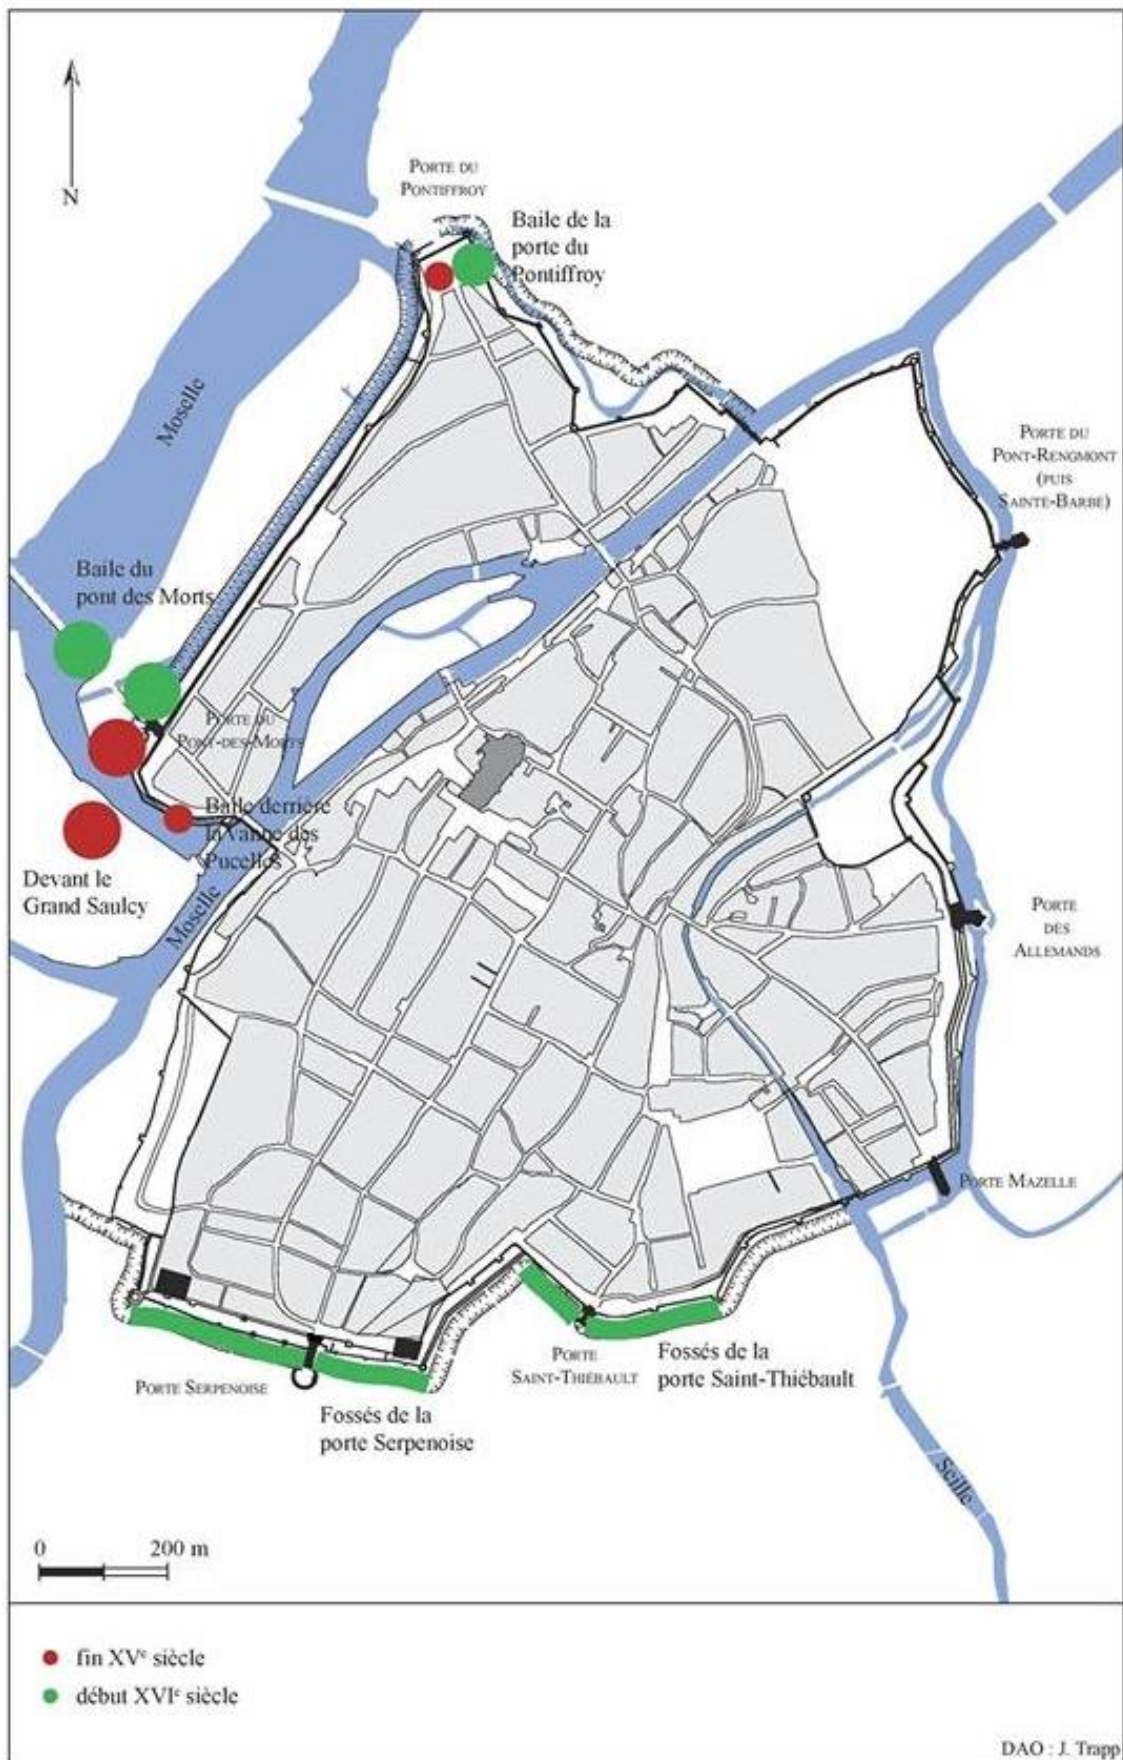 PORTE DU
PONTIFFROY
Baile de la
porte du
Pontiffroy
N
Moselle
PORTE DU
PONT-RENGMONT
(PUIS
SAINTE-BARBE)
Baile du
pont des Morts
PORTE DU
PONT-DES-MORTS
Baile derrière
la Vanne des
Pucelles
Devant le
Grand Saulcy
Moselle
PORTE
DES
ALLEMANDS
PORTE MAZELLE
PORTE SERPENOISE
Fossés de la
porte Serpenoise
PORTE
SAINT-THIÉBAULT
Fossés de la
porte Saint-Thiébault
Seille
0 200 m
fin XVe siècle
début XVIe siècle
DAO : J. Trapp